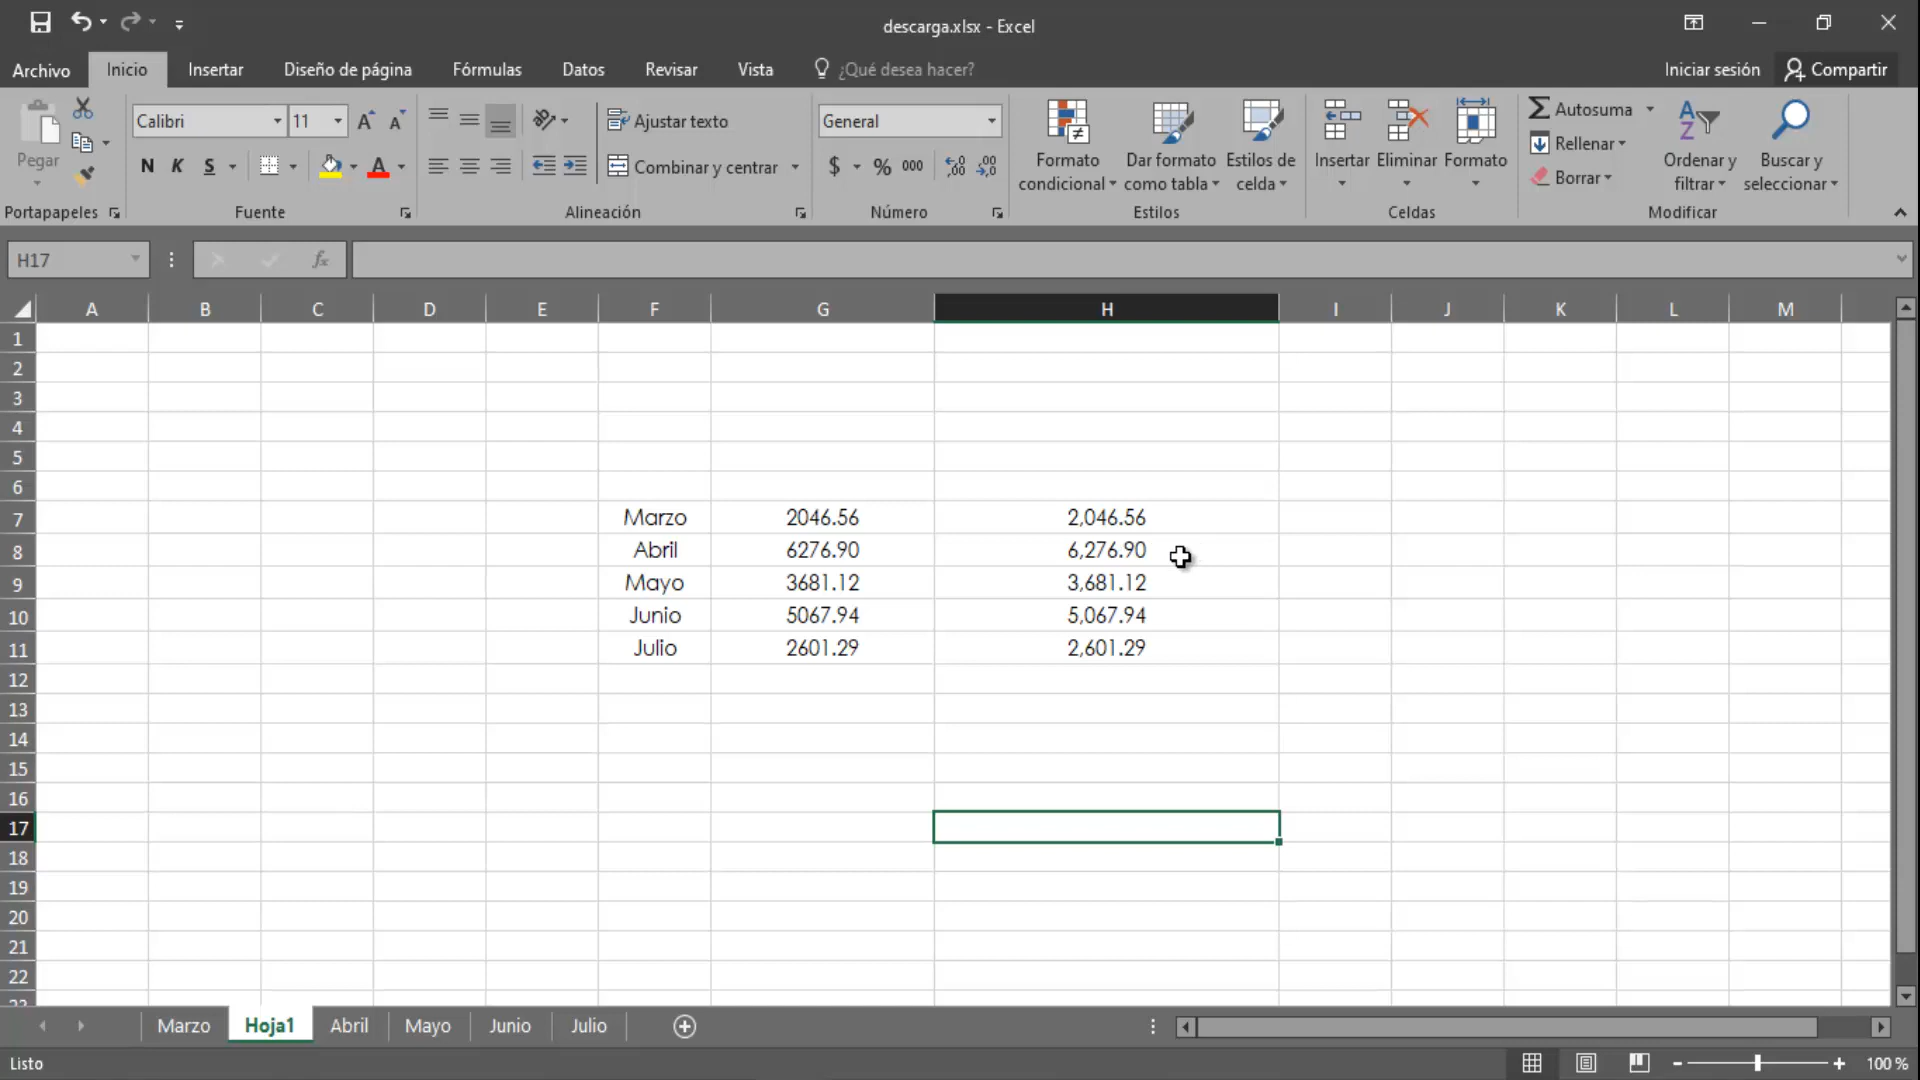 descarga.xlsx - Excel
Archivo Inicio Insertar Diseño de página Fórmulas Datos Revisar Vista ¿Qué desea hacer? Iniciar sesión Compartir
Pegar
Portapapeles
Calibri 11
N K S
Fuente
Ajustar texto
Combinar y centrar
Alineación
General
$ % 000
Número
Formato condicional
Dar formato como tabla
Estilos de celda
Estilos
Insertar Eliminar Formato
Celdas
Autosuma
Rellenar
Borrar
Ordenar y filtrar
Buscar y seleccionar
Modificar
H17 fx
A B C D E F G H I J K L M
1
2
3
4
5
6
7 Marzo 2046.56 2,046.56
8 Abril 6276.90 6,276.90
9 Mayo 3681.12 3,681.12
10 Junio 5067.94 5,067.94
11 Julio 2601.29 2,601.29
12
13
14
15
16
17
18
19
20
21
22
23
Marzo Hoja1 Abril Mayo Junio Julio
Listo 100 %